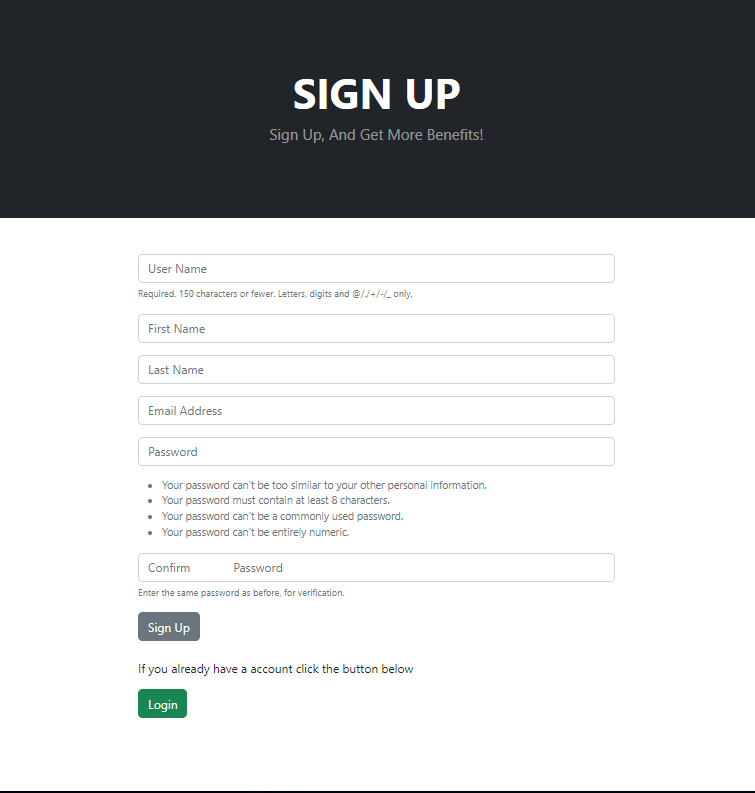 SIGN UP
Sign Up, And Get More Benefits!
User Name
Required. 150 characters or fewer. Letters, digits and @/./+/-/_ only.
First Name
Last Name
Email Address
Password
Your password can't be too similar to your other personal information.
Your password must contain at least 8 characters.
Your password can't be a commonly used password.
Your password can't be entirely numeric.
Confirm Password
Enter the same password as before, for verification.
Sign Up
If you already have a account click the button below
Login